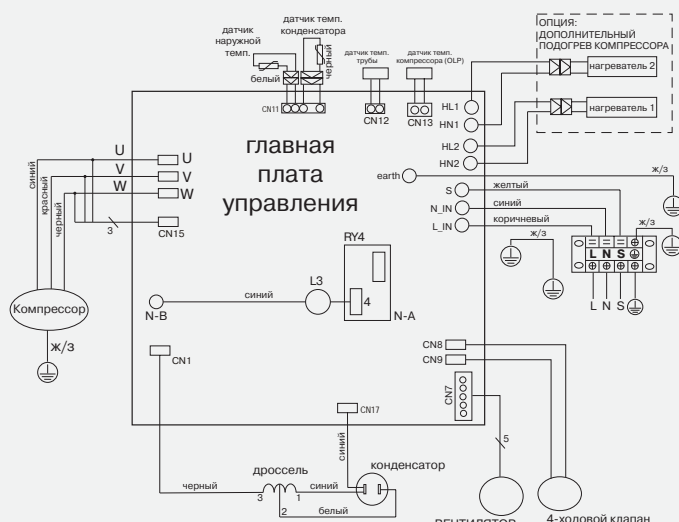 датчик
наружной
темп.
датчик темп.
конденсатора
белый
черный
CN11
датчик темп.
трубы
CN12
датчик темп.
компрессора (OLP)
CN13
ОПЦИЯ:
ДОПОЛНИТЕЛЬНЫЙ
ПОДОГРЕВ КОМПРЕССОРА
нагреватель 2
нагреватель 1
HL1
HN1
HL2
HN2
главная
плата
управления
U
V
W
U
V
W
3
CN15
синий
красный
черный
Компрессор
ж/з
earth
ж/з
S
желтый
N_IN
синий
L_IN
коричневый
ж/з
ж/з
L N S
L N S
RY4
L3
4
N-A
N-B
синий
CN1
CN8
CN9
CN7
CN17
5
синий
дроссель
конденсатор
черный
3
1
синий
2
белый
ВЕНТИЛЯТОР
4-ходовой клапан